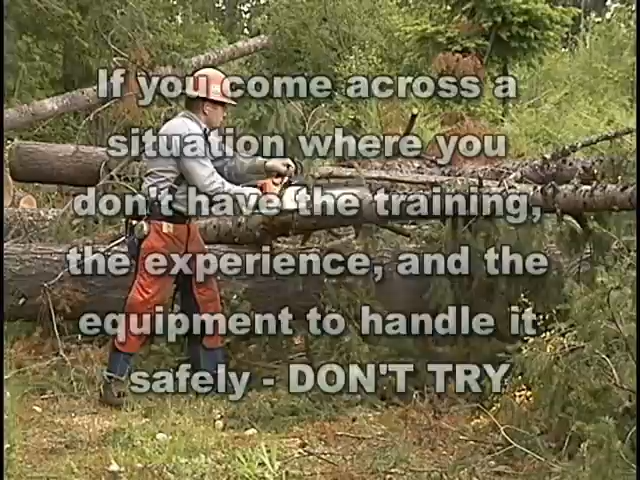 If you come across a
situation where you
don't have the training,
the experience, and the
equipment to handle it
safely - DON'T TRY